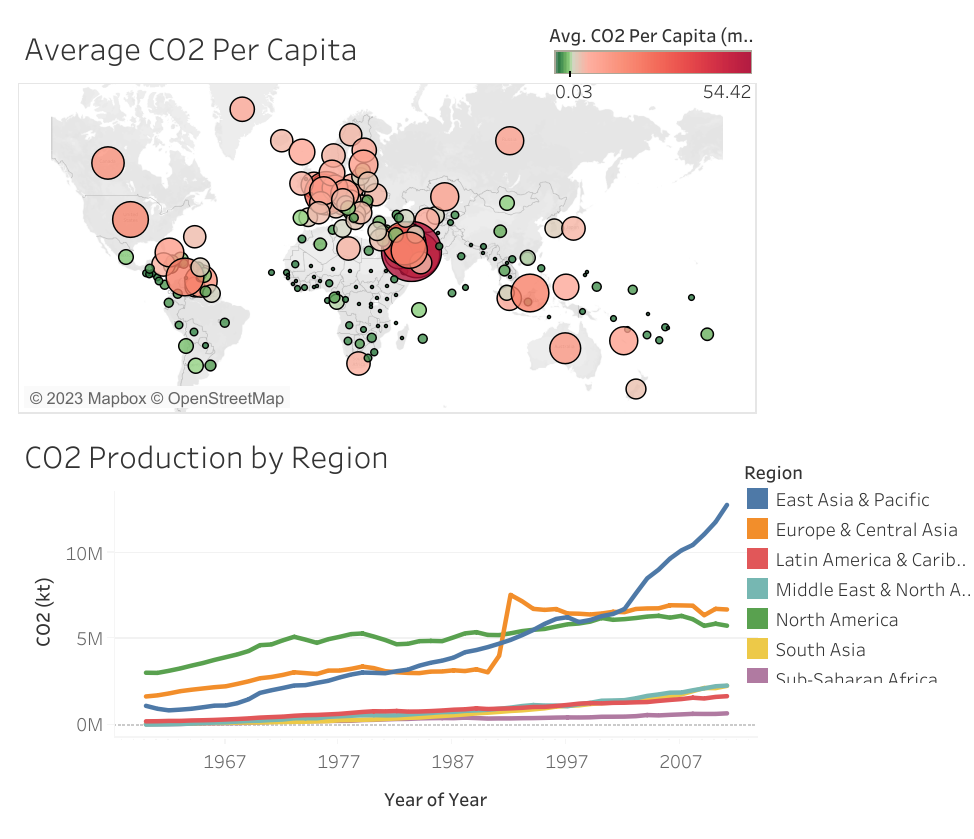 Average CO2 Per Capita
Avg. CO2 Per Capita (m..
0.03
54.42
© 2023 Mapbox © OpenStreetMap
CO2 Production by Region
Region
East Asia & Pacific
Europe & Central Asia
Latin America & Carib..
Middle East & North A..
North America
South Asia
Sub-Saharan Africa
CO2 (kt)
10M
5M
0M
1967
1977
1987
1997
2007
Year of Year